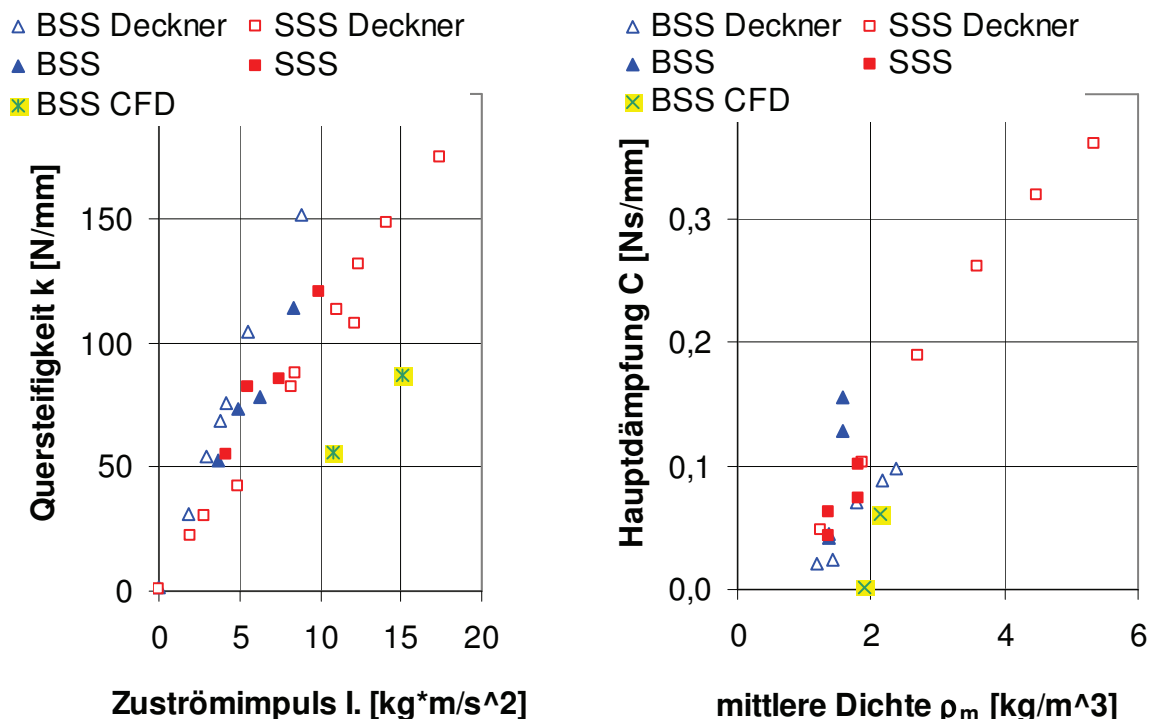 BSS Deckner SSS Deckner
BSS SSS
BSS CFD
Quersteifigkeit k [N/mm]
150
100
50
0
0 5 10 15 20
Zuströmimpuls I. [kg*m/s^2]
BSS Deckner SSS Deckner
BSS SSS
BSS CFD
Hauptdämpfung C [Ns/mm]
0,3
0,2
0,1
0,0
0 2 4 6
mittlere Dichte ρm [kg/m^3]